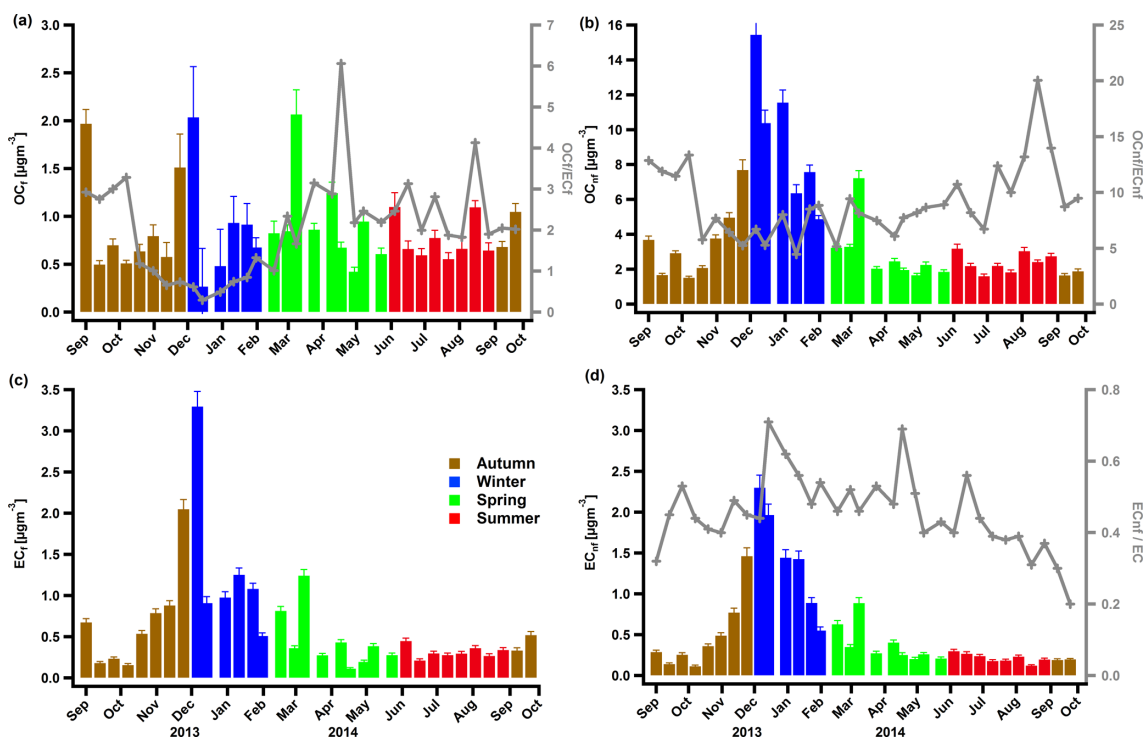 (a)
3.0
2.5
2.0
1.5
1.0
0.5
0.0
OCf [µgm-3]
7
6
5
4
3
2
1
0
OCf/ECf
Sep Oct Nov Dec Jan Feb Mar Apr May Jun Jul Aug Sep Oct
(b)
16
14
12
10
8
6
4
2
0
OCnf [µgm-3]
25
20
15
10
5
0
OCnf/ECnf
Sep Oct Nov Dec Jan Feb Mar Apr May Jun Jul Aug Sep Oct
(c)
3.5
3.0
2.5
2.0
1.5
1.0
0.5
0.0
ECf [µgm-3]
Autumn
Winter
Spring
Summer
Sep Oct Nov Dec Jan Feb Mar Apr May Jun Jul Aug Sep Oct
2013 2014
(d)
3.5
3.0
2.5
2.0
1.5
1.0
0.5
0.0
ECnf [µgm-3]
0.8
0.6
0.4
0.2
0.0
ECnf / EC
Sep Oct Nov Dec Jan Feb Mar Apr May Jun Jul Aug Sep Oct
2013 2014